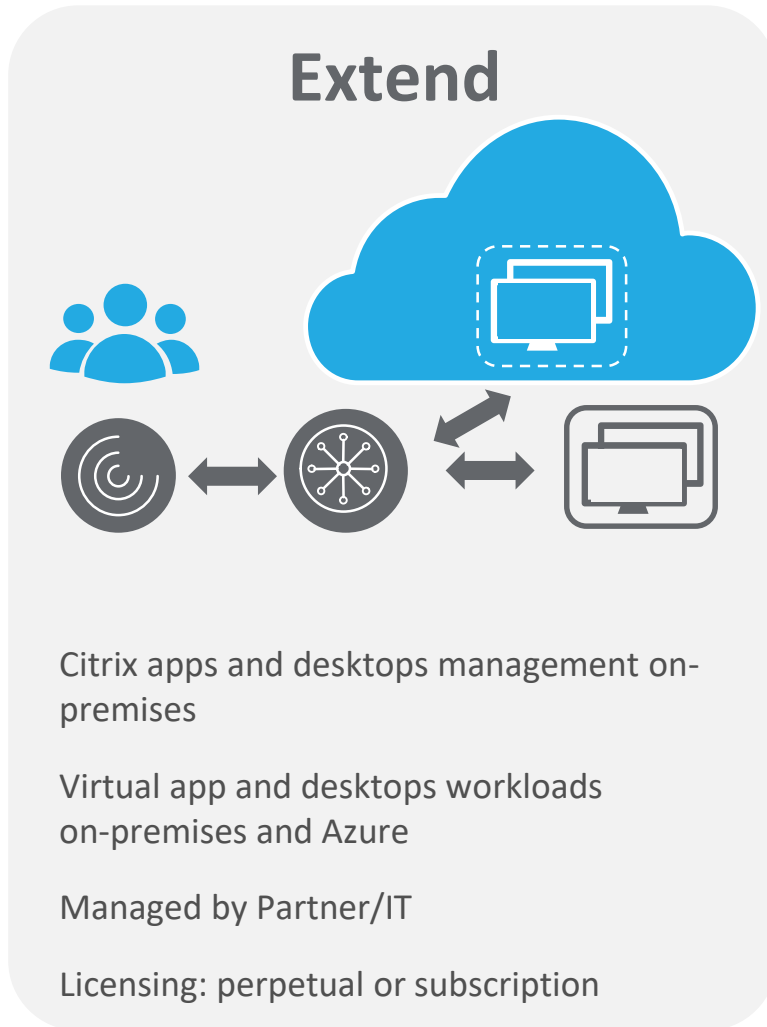 Extend
Citrix apps and desktops management on-
premises
Virtual app and desktops workloads
on-premises and Azure
Managed by Partner/IT
Licensing: perpetual or subscription